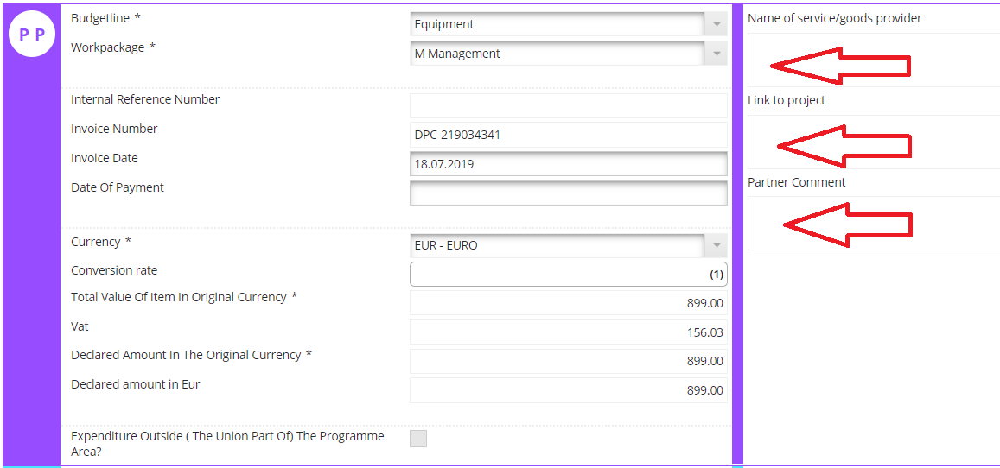 P P
Budgetline *
Equipment
Workpackage *
M Management
Internal Reference Number
Invoice Number
DPC-219034341
Invoice Date
18.07.2019
Date Of Payment
Currency *
EUR - EURO
Conversion rate
(1)
Total Value Of Item In Original Currency *
899.00
Vat
156.03
Declared Amount In The Original Currency *
899.00
Declared amount in Eur
899.00
Expenditure Outside ( The Union Part Of) The Programme
Area?
Name of service/goods provider
Link to project
Partner Comment